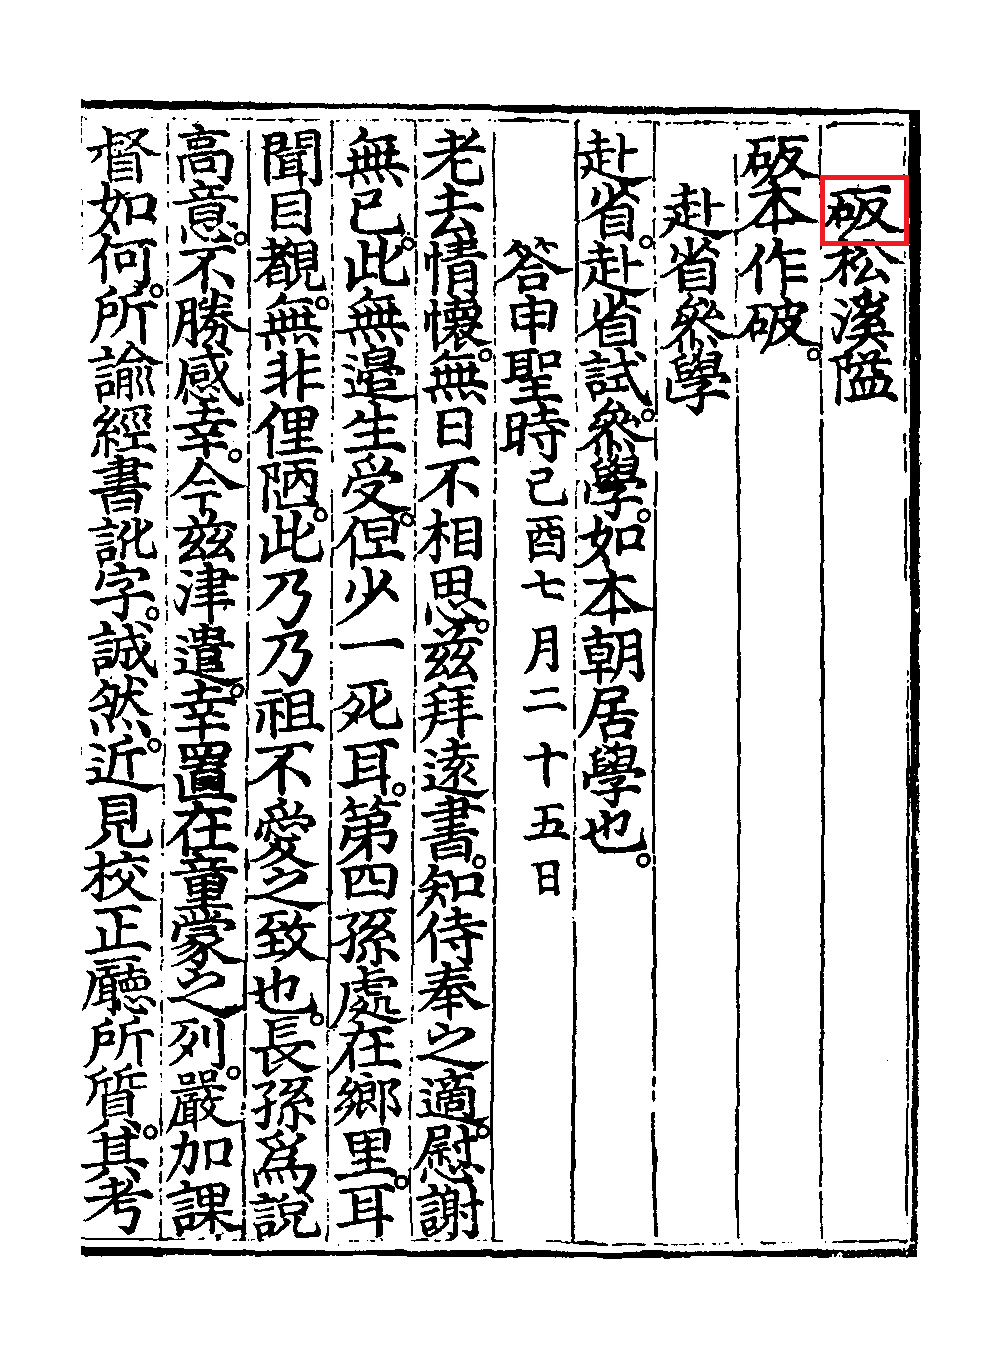 松溪隘
本作破。
赴省叅學
赴省。赴省試。叅學。如本朝居學也。
答申聖時己酉七月二十五日
老去情懷。無日不相思。茲拜遠書。知侍奉之適。慰謝
無已。此無邉生受。但少一死耳。第四孫處在鄉里。耳
聞目覩。無非俚陋。此乃乃祖不愛之致也。長孫爲說
高意。不勝感幸。今茲津遣。幸置在童蒙之列。嚴加課
督如何。所諭經書訛字。誠然。近見校正廳所質。其考